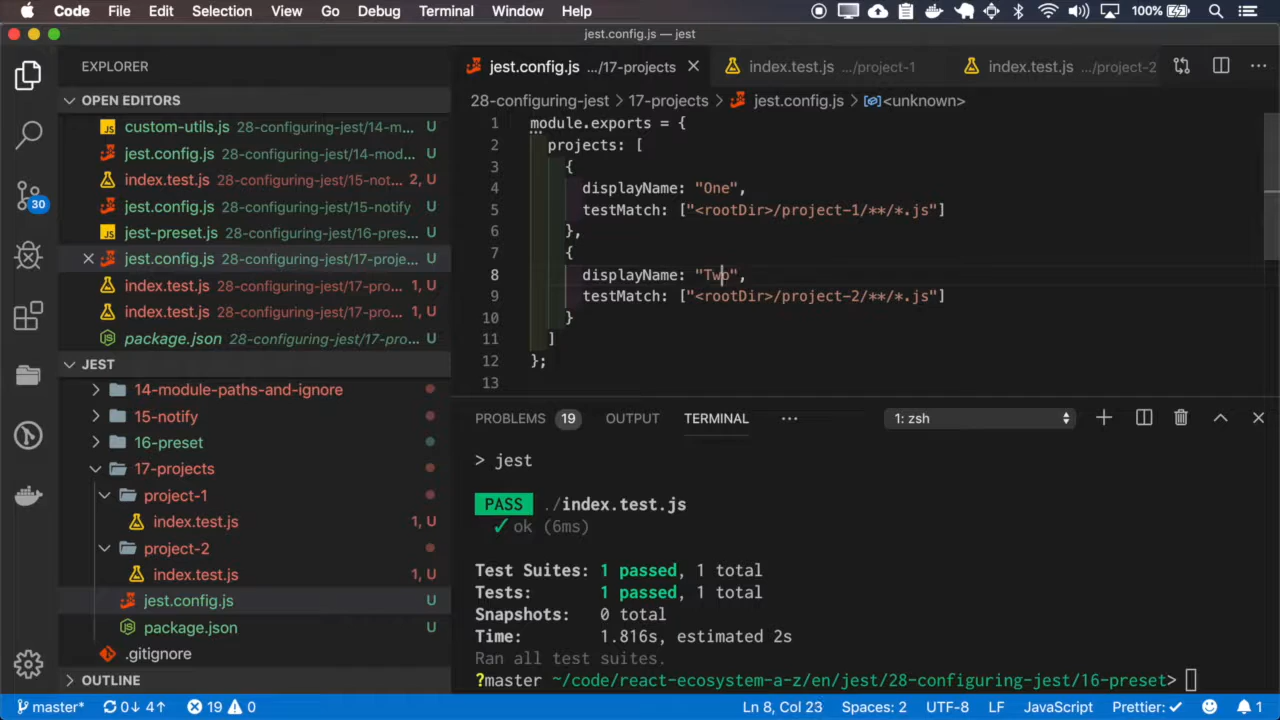 Code File Edit Selection View Go Debug Terminal Window Help 100%
jest.config.js — jest
EXPLORER
OPEN EDITORS
custom-utils.js 28-configuring-jest/14-m... U
jest.config.js 28-configuring-jest/14-mod... U
index.test.js 28-configuring-jest/15-not... 2, U
jest.config.js 28-configuring-jest/15-notify U
jest-preset.js 28-configuring-jest/16-pres... U
jest.config.js 28-configuring-jest/17-proje... U
index.test.js 28-configuring-jest/17-pro... 1, U
index.test.js 28-configuring-jest/17-pro... 1, U
package.json 28-configuring-jest/17-pro... U
JEST
14-module-paths-and-ignore
15-notify
16-preset
17-projects
project-1
index.test.js 1, U
project-2
index.test.js 1, U
jest.config.js U
package.json U
.gitignore
OUTLINE
30
jest.config.js .../17-projects index.test.js .../project-1 index.test.js .../project-2
28-configuring-jest > 17-projects > jest.config.js > <unknown>
1 module.exports = {
2 projects: [
3 {
4 displayName: "One",
5 testMatch: ["<rootDir>/project-1/**/*.js"]
6 },
7 {
8 displayName: "Two",
9 testMatch: ["<rootDir>/project-2/**/*.js"]
10 }
11 ]
12 };
13
PROBLEMS 19 OUTPUT TERMINAL ... 1: zsh
> jest
PASS ./index.test.js
✓ ok (6ms)
Test Suites: 1 passed, 1 total
Tests: 1 passed, 1 total
Snapshots: 0 total
Time: 1.816s, estimated 2s
Ran all test suites.
?master ~/code/react-ecosystem-a-z/en/jest/28-configuring-jest/16-preset>
master* 0↓ 4↑ 19 0 Ln 8, Col 23 Spaces: 2 UTF-8 LF JavaScript Prettier: ✓ 1